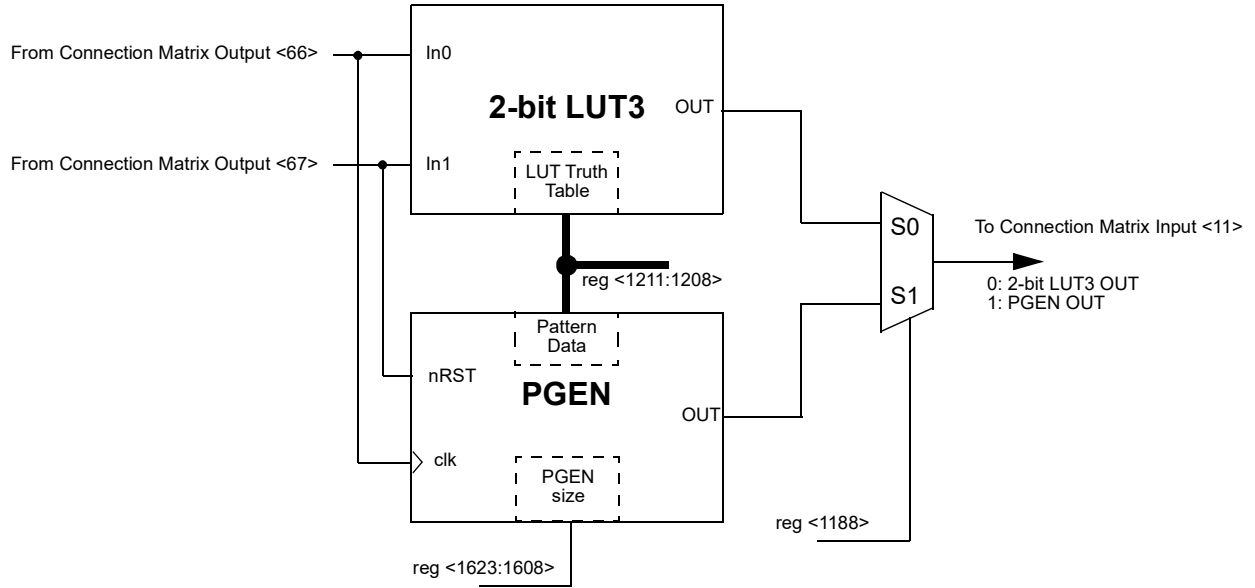 From Connection Matrix Output <66>
In0
2-bit LUT3
OUT
From Connection Matrix Output <67>
In1
LUT Truth
Table
S0
To Connection Matrix Input <11>
reg <1211:1208>
0: 2-bit LUT3 OUT
1: PGEN OUT
S1
Pattern
Data
nRST
PGEN
OUT
clk
PGEN
size
reg <1188>
reg <1623:1608>